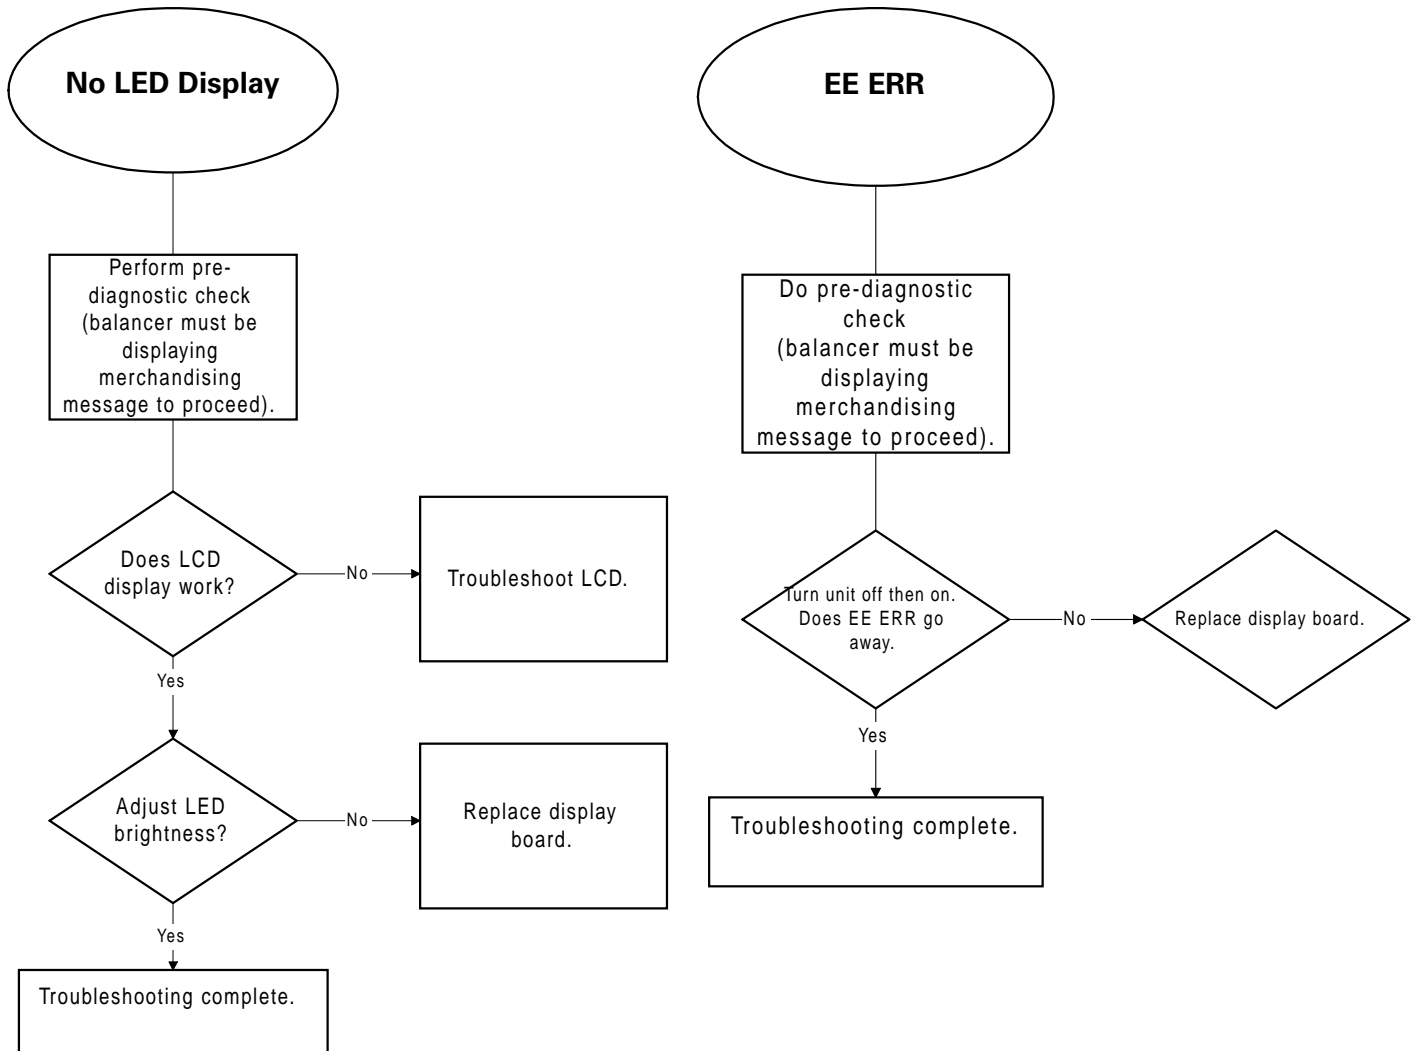 No LED Display
Perform pre-
diagnostic check
(balancer must be
displaying
merchandising
message to proceed).
Does LCD
display work?
No
Troubleshoot LCD.
Yes
Adjust LED
brightness?
No
Replace display
board.
Yes
Troubleshooting complete.
EE ERR
Do pre-diagnostic
check
(balancer must be
displaying
merchandising
message to proceed).
Turn unit off then on.
Does EE ERR go
away.
No
Replace display board.
Yes
Troubleshooting complete.